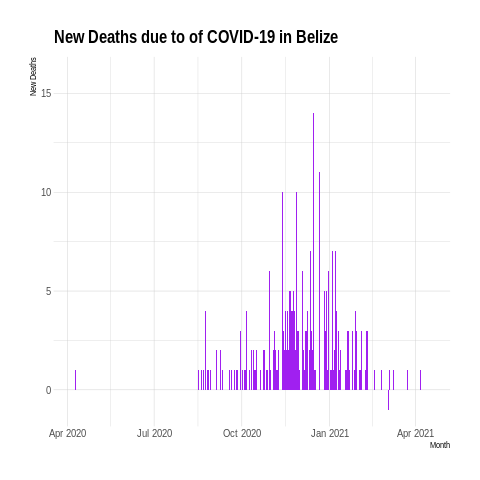 New Deaths due to of COVID-19 in Belize
New Deaths
15
10
5
0
Apr 2020 Jul 2020 Oct 2020 Jan 2021 Apr 2021
Month